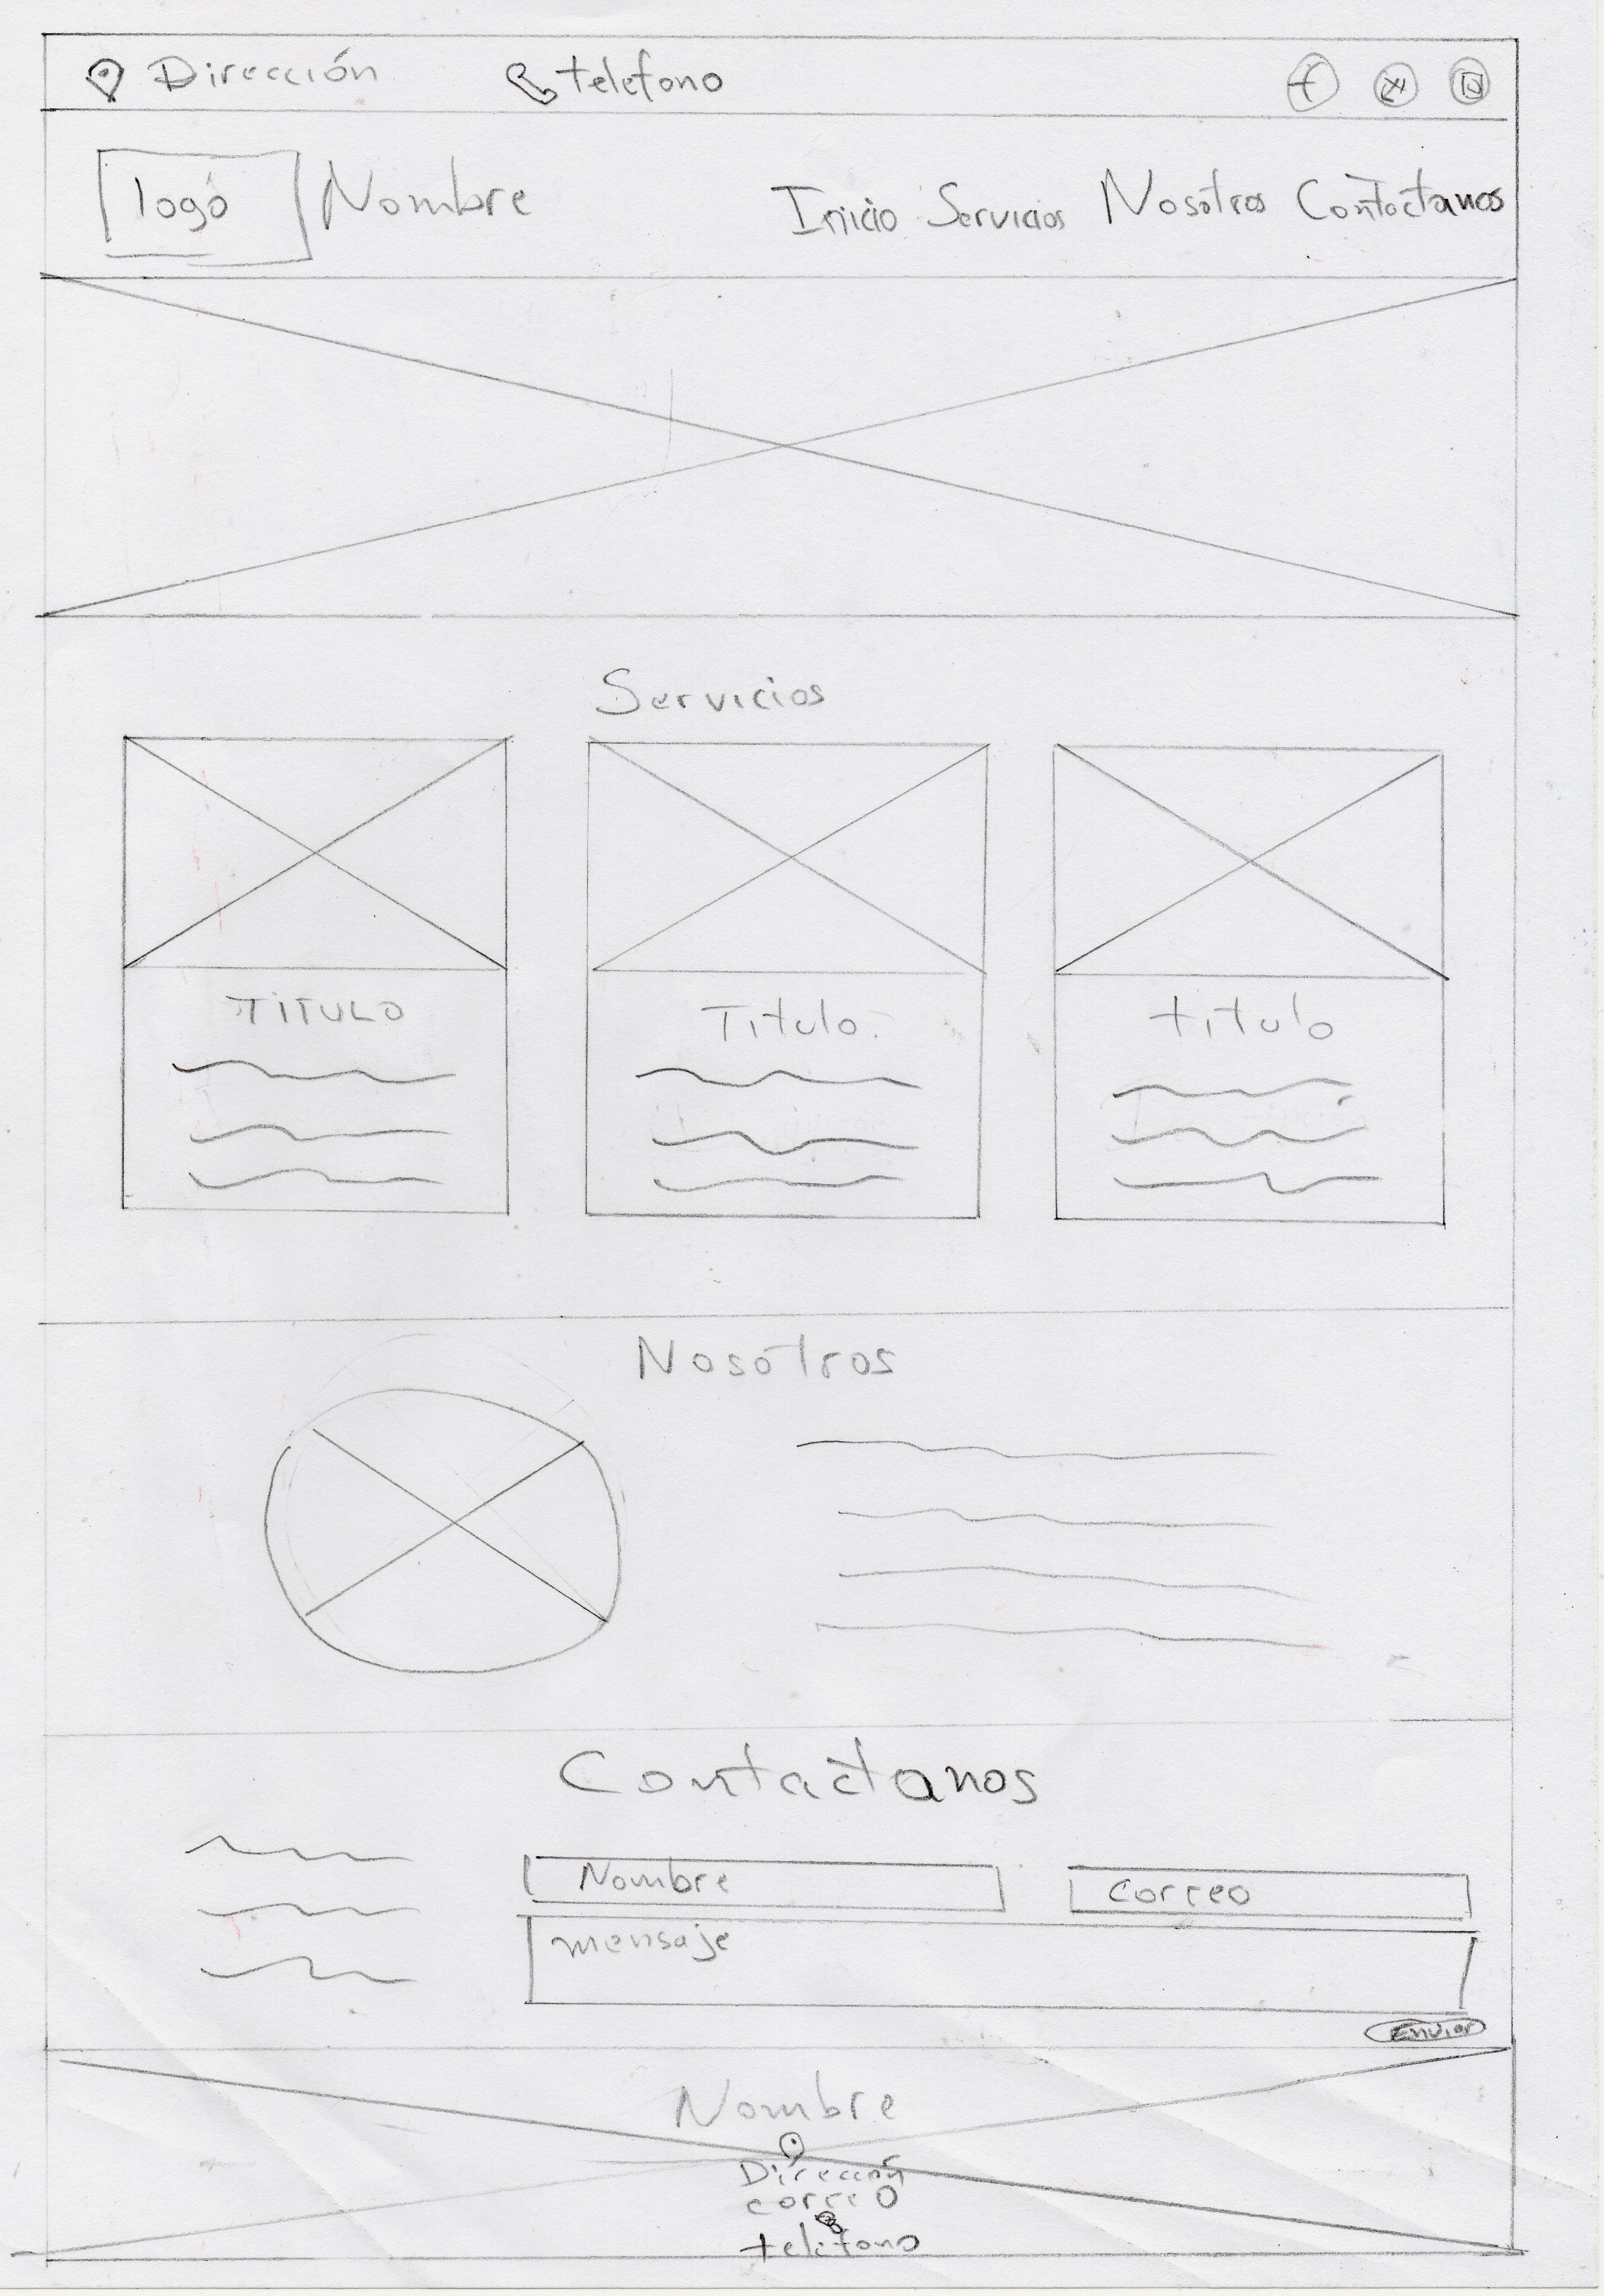 Dirección telefono
logo Nombre Inicio Servicios Nosotros Contactanos
Servicios
TITULO Titulo. titulo
Nosotros
Contactanos
Nombre correo
mensaje
Enviar
Nombre
Dirección
correo
telefono